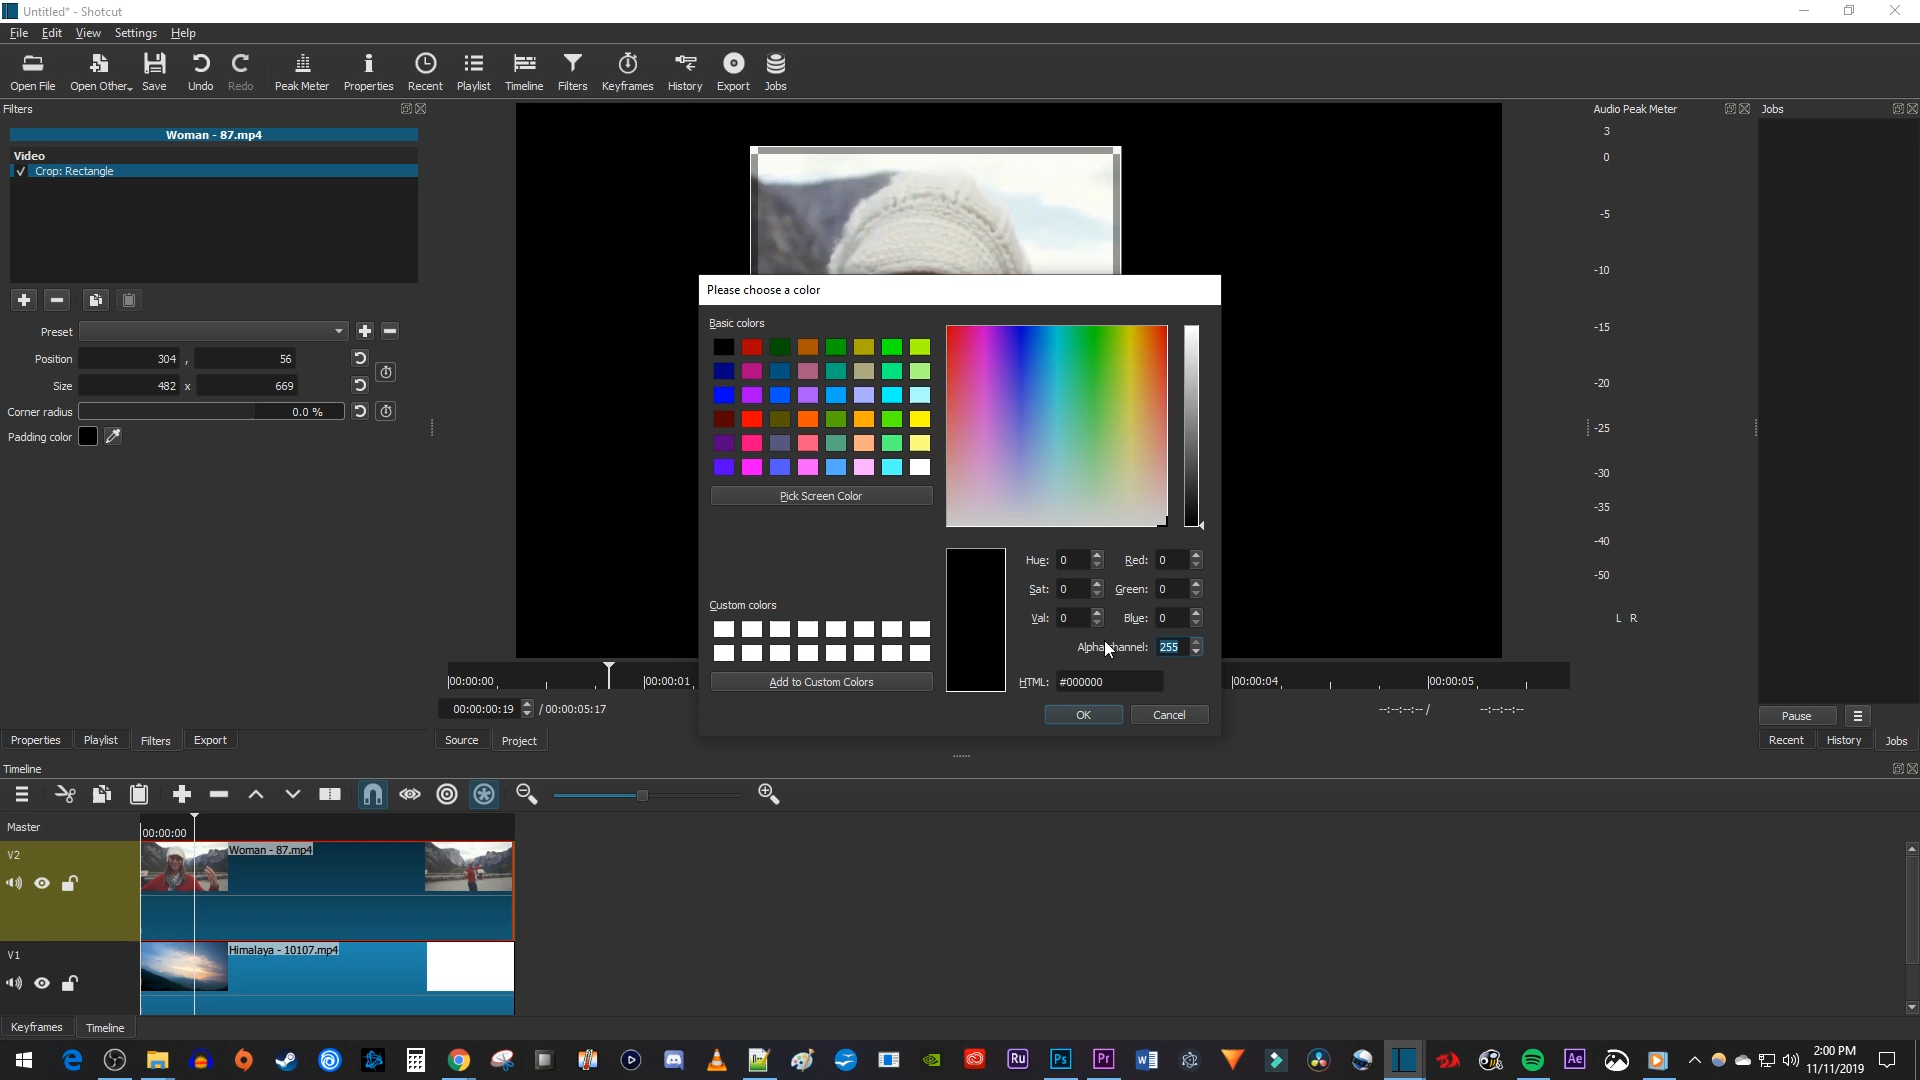 Untitled* - Shotcut
File Edit View Settings Help
Open File Open Other... Save Undo Redo Peak Meter Properties Recent Playlist Timeline Filters Keyframes History Export Jobs
Filters
Woman - 87.mp4
Video
Crop: Rectangle
Preset
Position 304 , 56
Size 482 x 669
Corner radius 0.0 %
Padding color
Properties Playlist Filters Export
Please choose a color
Basic colors
Pick Screen Color
Custom colors
Add to Custom Colors
Hue: 0 Red: 0
Sat: 0 Green: 0
Val: 0 Blue: 0
Alpha channel: 255
HTML: #000000
OK Cancel
00:00:00 00:00:01 00:00:04 00:00:05
00:00:00:19 / 00:00:05:17 --:--:--:-- / --:--:--:--
Source Project
Audio Peak Meter
3
0
-5
-10
-15
-20
-25
-30
-35
-40
-50
L R
Jobs
Pause
Recent History Jobs
Timeline
Master
00:00:00
V2
Woman - 87.mp4
V1
Himalaya - 10107.mp4
Keyframes Timeline
Ru Ps Pr Ae
2:00 PM
11/11/2019